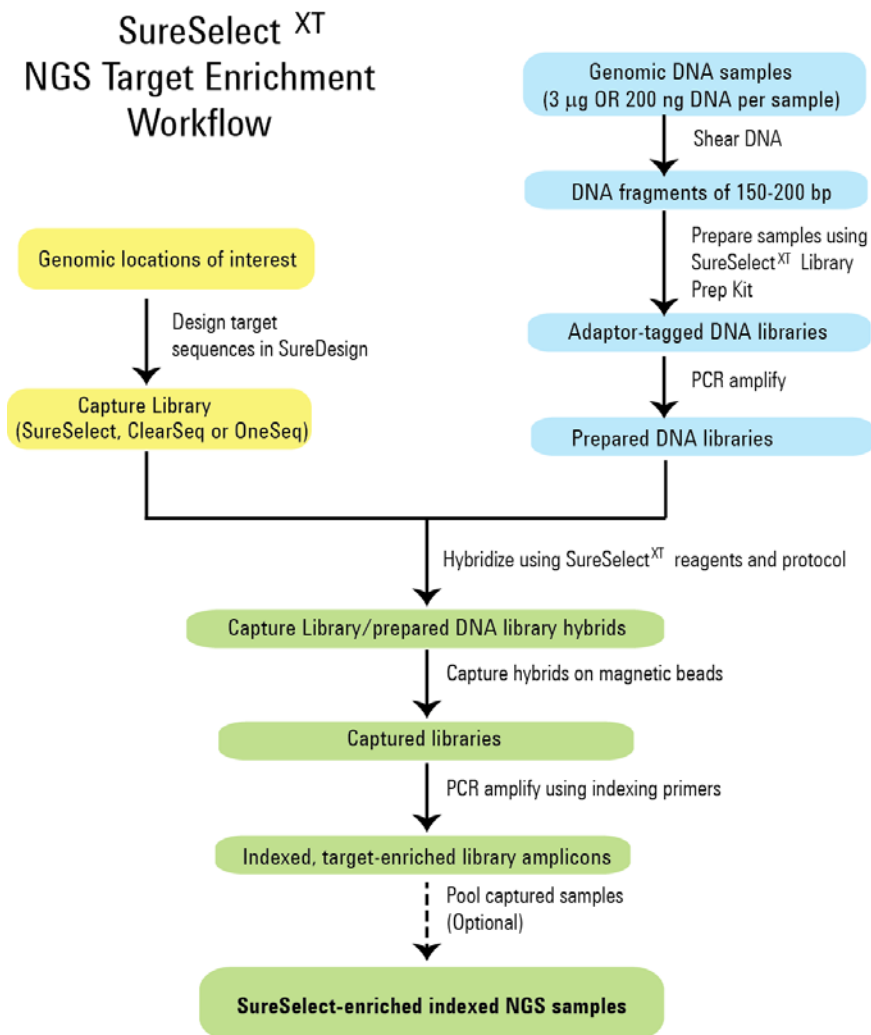 SureSelect XT
NGS Target Enrichment
Workflow
Genomic DNA samples
(3 µg OR 200 ng DNA per sample)
Shear DNA
DNA fragments of 150-200 bp
Prepare samples using
SureSelectXT Library
Prep Kit
Adaptor-tagged DNA libraries
PCR amplify
Prepared DNA libraries
Genomic locations of interest
Design target
sequences in SureDesign
Capture Library
(SureSelect, ClearSeq or OneSeq)
Hybridize using SureSelectXT reagents and protocol
Capture Library/prepared DNA library hybrids
Capture hybrids on magnetic beads
Captured libraries
PCR amplify using indexing primers
Indexed, target-enriched library amplicons
Pool captured samples
(Optional)
SureSelect-enriched indexed NGS samples